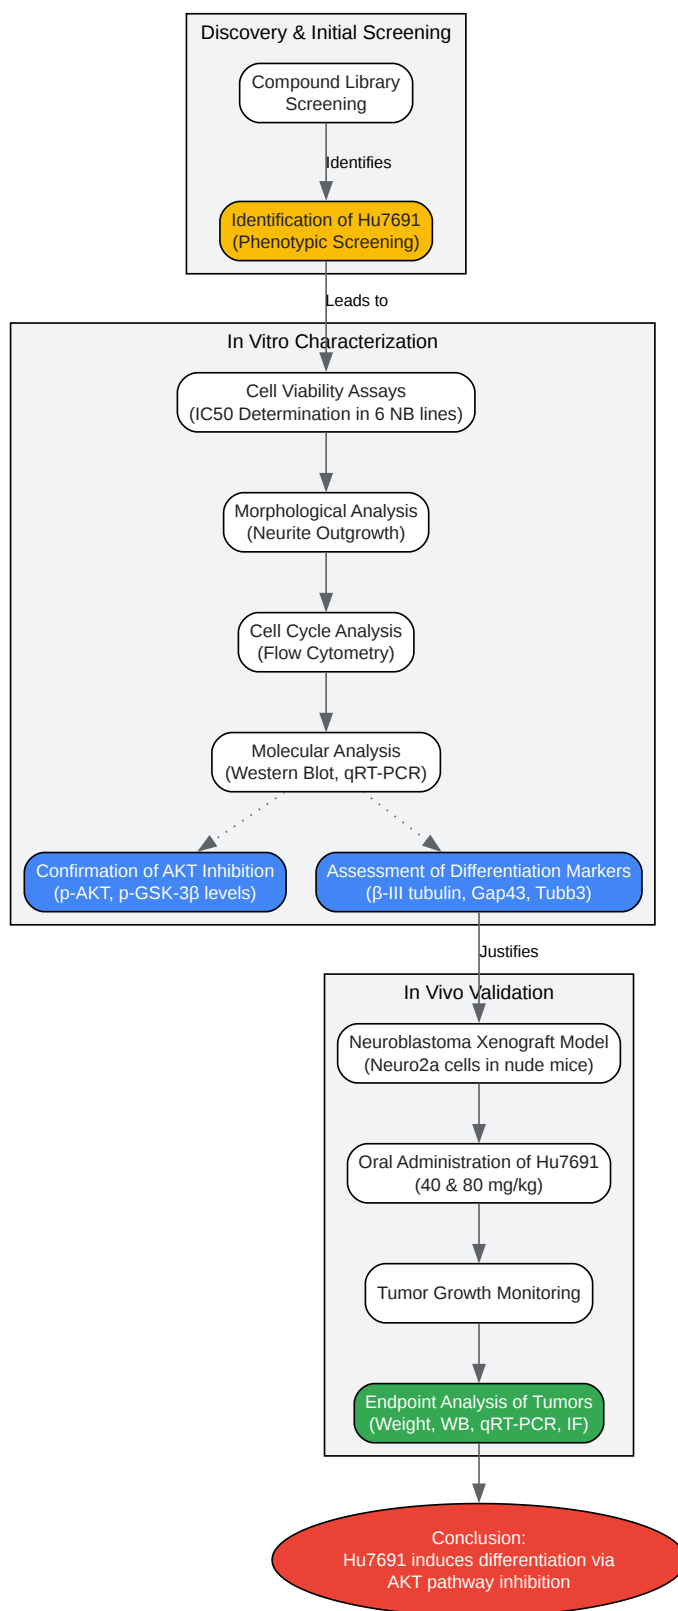 Discovery & Initial Screening
Compound Library
Screening
Identifies
Identification of Hu7691
(Phenotypic Screening)
Leads to
In Vitro Characterization
Cell Viability Assays
(IC50 Determination in 6 NB lines)
Morphological Analysis
(Neurite Outgrowth)
Cell Cycle Analysis
(Flow Cytometry)
Molecular Analysis
(Western Blot, qRT-PCR)
Confirmation of AKT Inhibition
(p-AKT, p-GSK-3β levels)
Assessment of Differentiation Markers
(β-III tubulin, Gap43, Tubb3)
Justifies
In Vivo Validation
Neuroblastoma Xenograft Model
(Neuro2a cells in nude mice)
Oral Administration of Hu7691
(40 & 80 mg/kg)
Tumor Growth Monitoring
Endpoint Analysis of Tumors
(Weight, WB, qRT-PCR, IF)
Conclusion:
Hu7691 induces differentiation via
AKT pathway inhibition